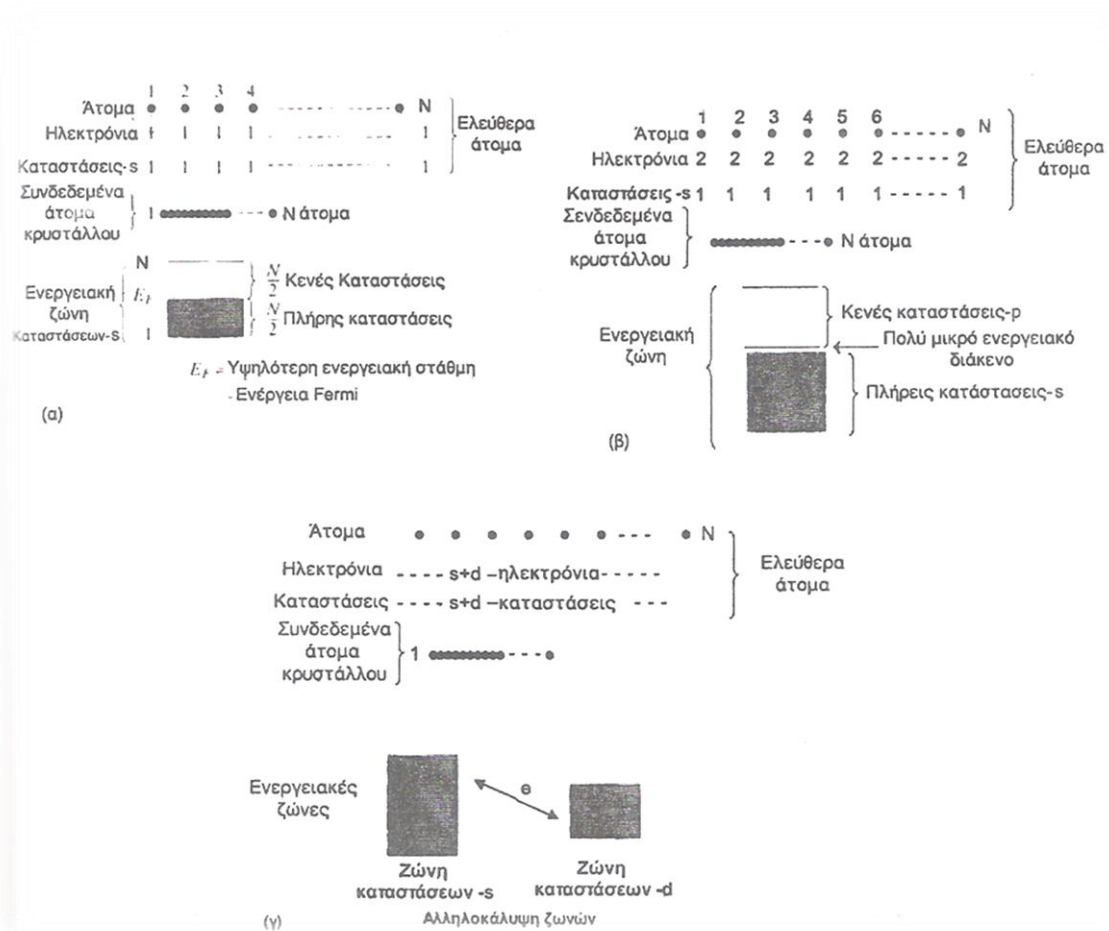 1 2 3 4
Άτομα N
Ηλεκτρόνια 1 1 1 1 1
Καταστάσεις-s 1 1 1 1 1
Ελεύθερα
άτομα
Συνδεδεμένα
άτομα
κρυστάλλου
1 N άτομα
N
E_F
1
Ενεργειακή
ζώνη
Καταστάσεων-s
N/2 Κενές Καταστάσεις
N/2 Πλήρης καταστάσεις
E_F = Υψηλότερη ενεργειακή στάθμη
- Ενέργεια Fermi
(α)
1 2 3 4 5 6
Άτομα N
Ηλεκτρόνια 2 2 2 2 2 2 ----- 2
Καταστάσεις -s 1 1 1 1 1 1 ----- 1
Ελεύθερα
άτομα
Σενδεδεμένα
άτομα
κρυστάλλου
N άτομα
Ενεργειακή
ζώνη
Κενές καταστάσεις-p
Πολύ μικρό ενεργειακό
διάκενο
Πλήρεις κατάστασεις-s
(β)
Άτομα N
Ηλεκτρόνια ---- s+d –ηλεκτρόνια-----
Καταστάσεις ---- s+d –καταστάσεις ---
Ελεύθερα
άτομα
Συνδεδεμένα
άτομα
κρυστάλλου
1
Ενεργειακές
ζώνες
e
Ζώνη
καταστάσεων -s
Ζώνη
καταστάσεων -d
(γ) Αλληλοκάλυψη ζωνών